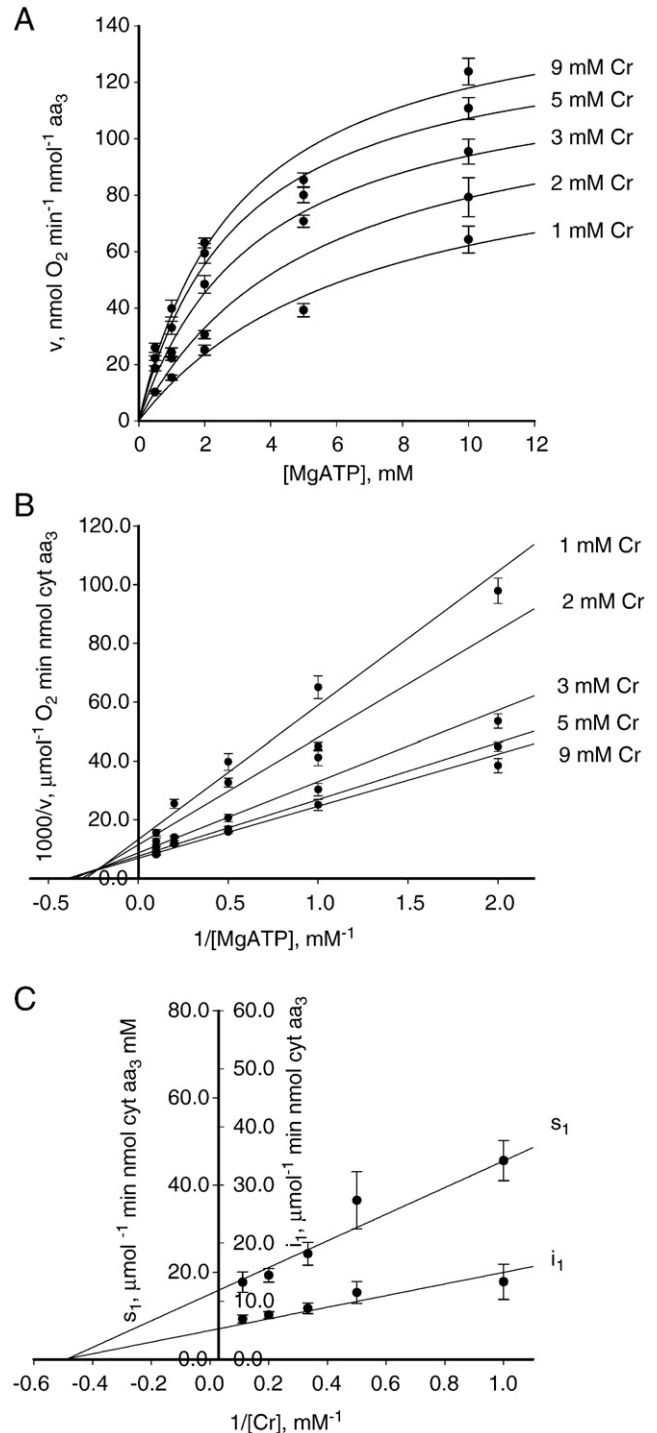 A
v, nmol O₂ min⁻¹ nmol⁻¹ aa₃
140
120
100
80
60
40
20
0
0 2 4 6 8 10 12
[MgATP], mM
9 mM Cr
5 mM Cr
3 mM Cr
2 mM Cr
1 mM Cr
B
1000/v, μmol⁻¹ O₂ min nmol cyt aa₃
120.0
100.0
80.0
60.0
40.0
20.0
0.0
-0.5 0.0 0.5 1.0 1.5 2.0
1/[MgATP], mM⁻¹
1 mM Cr
2 mM Cr
3 mM Cr
5 mM Cr
9 mM Cr
C
s₁, μmol⁻¹ min nmol cyt aa₃ mM
80.0
60.0
40.0
20.0
0.0
i₁, μmol⁻¹ min nmol cyt aa₃
60.0
50.0
40.0
30.0
20.0
10.0
0.0
s₁
i₁
-0.6 -0.4 -0.2 0.0 0.2 0.4 0.6 0.8 1.0
1/[Cr], mM⁻¹